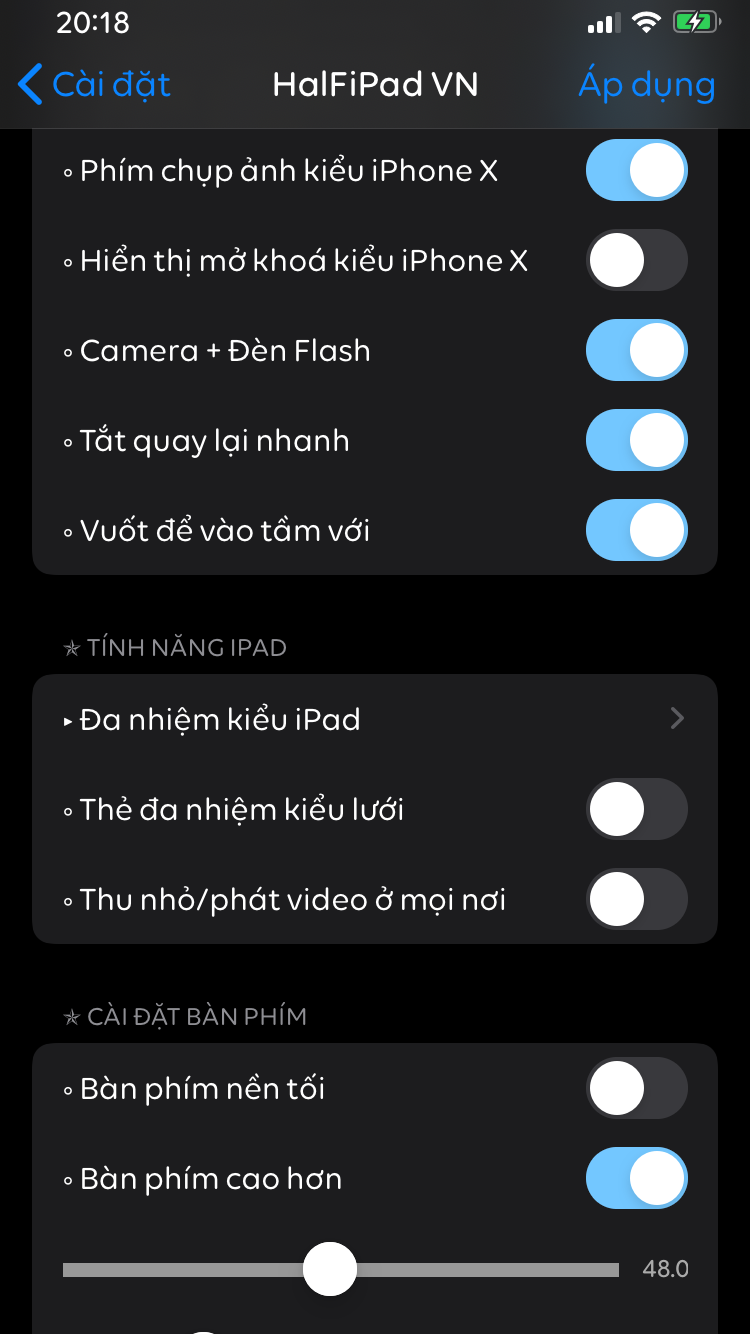 20:18
Cài đặt HalFiPad VN Áp dụng
◦ Phím chụp ảnh kiểu iPhone X
◦ Hiển thị mở khoá kiểu iPhone X
◦ Camera + Đèn Flash
◦ Tắt quay lại nhanh
◦ Vuốt để vào tầm với
✯ TÍNH NĂNG IPAD
▸ Đa nhiệm kiểu iPad
◦ Thẻ đa nhiệm kiểu lưới
◦ Thu nhỏ/phát video ở mọi nơi
✯ CÀI ĐẶT BÀN PHÍM
◦ Bàn phím nền tối
◦ Bàn phím cao hơn
48.0